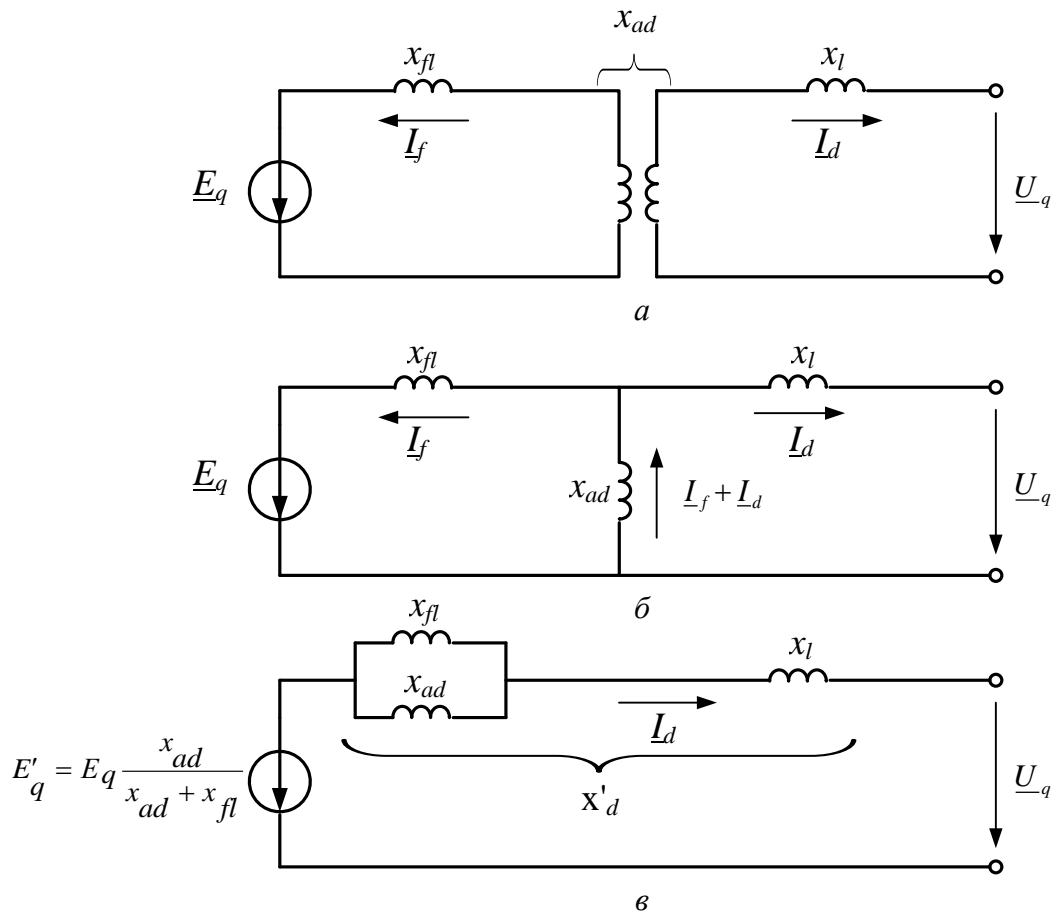 x_ad
x_fl
x_l
I_f
I_d
E_q
U_q
а
x_fl
x_l
I_f
I_d
E_q
x_ad
I_f + I_d
U_q
б
x_fl
x_l
x_ad
I_d
E'_q = E q x_ad / x_ad + x_fl
x'_d
U_q
в